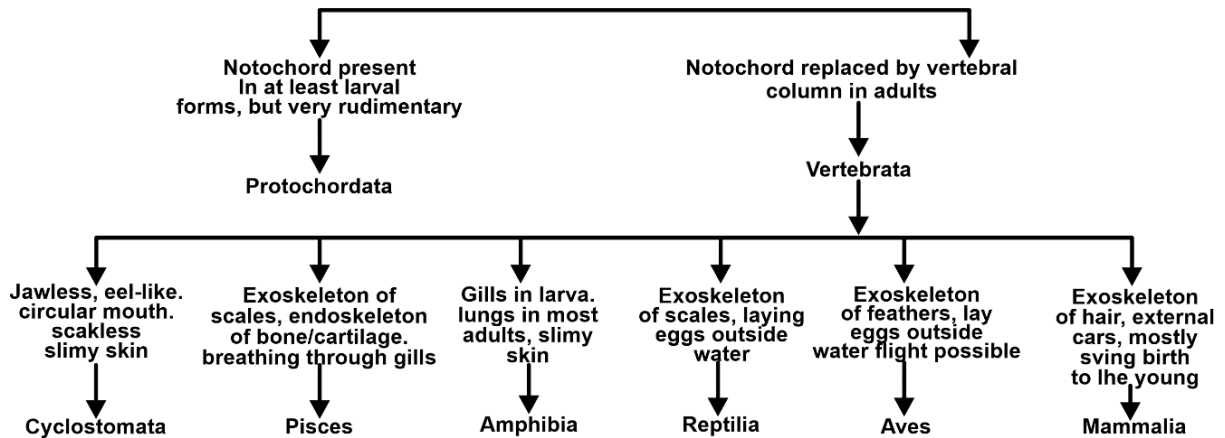 Notochord present
In at least larval
forms, but very rudimentary
Notochord replaced by vertebral
column in adults
Protochordata
Vertebrata
Jawless, eel-like.
circular mouth.
scakless
slimy skin
Exoskeleton of
scales, endoskeleton
of bone/cartilage.
breathing through gills
Gills in larva.
lungs in most
adults, slimy
skin
Exoskeleton
of scales, laying
eggs outside
water
Exoskeleton
of feathers, lay
eggs outside
water flight possible
Exoskeleton
of hair, external
cars, mostly
sving birth
to lhe young
Cyclostomata
Pisces
Amphibia
Reptilia
Aves
Mammalia